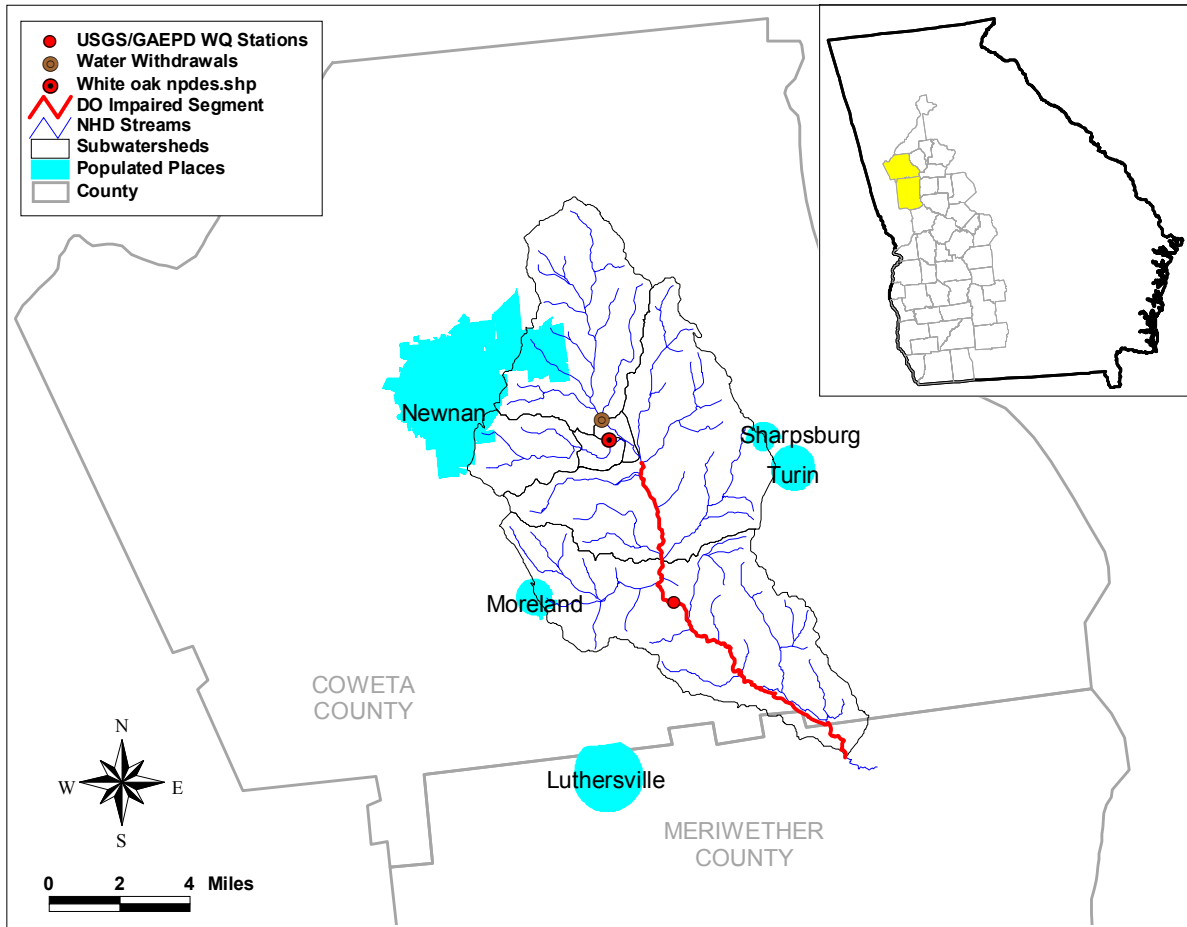 USGS/GAEPD WQ Stations
Water Withdrawals
White oak npdes.shp
DO Impaired Segment
NHD Streams
Subwatersheds
Populated Places
County
Newnan
Sharpsburg
Turin
Moreland
COWETA
COUNTY
Luthersville
MERIWETHER
COUNTY
N
W E
S
0 2 4 Miles